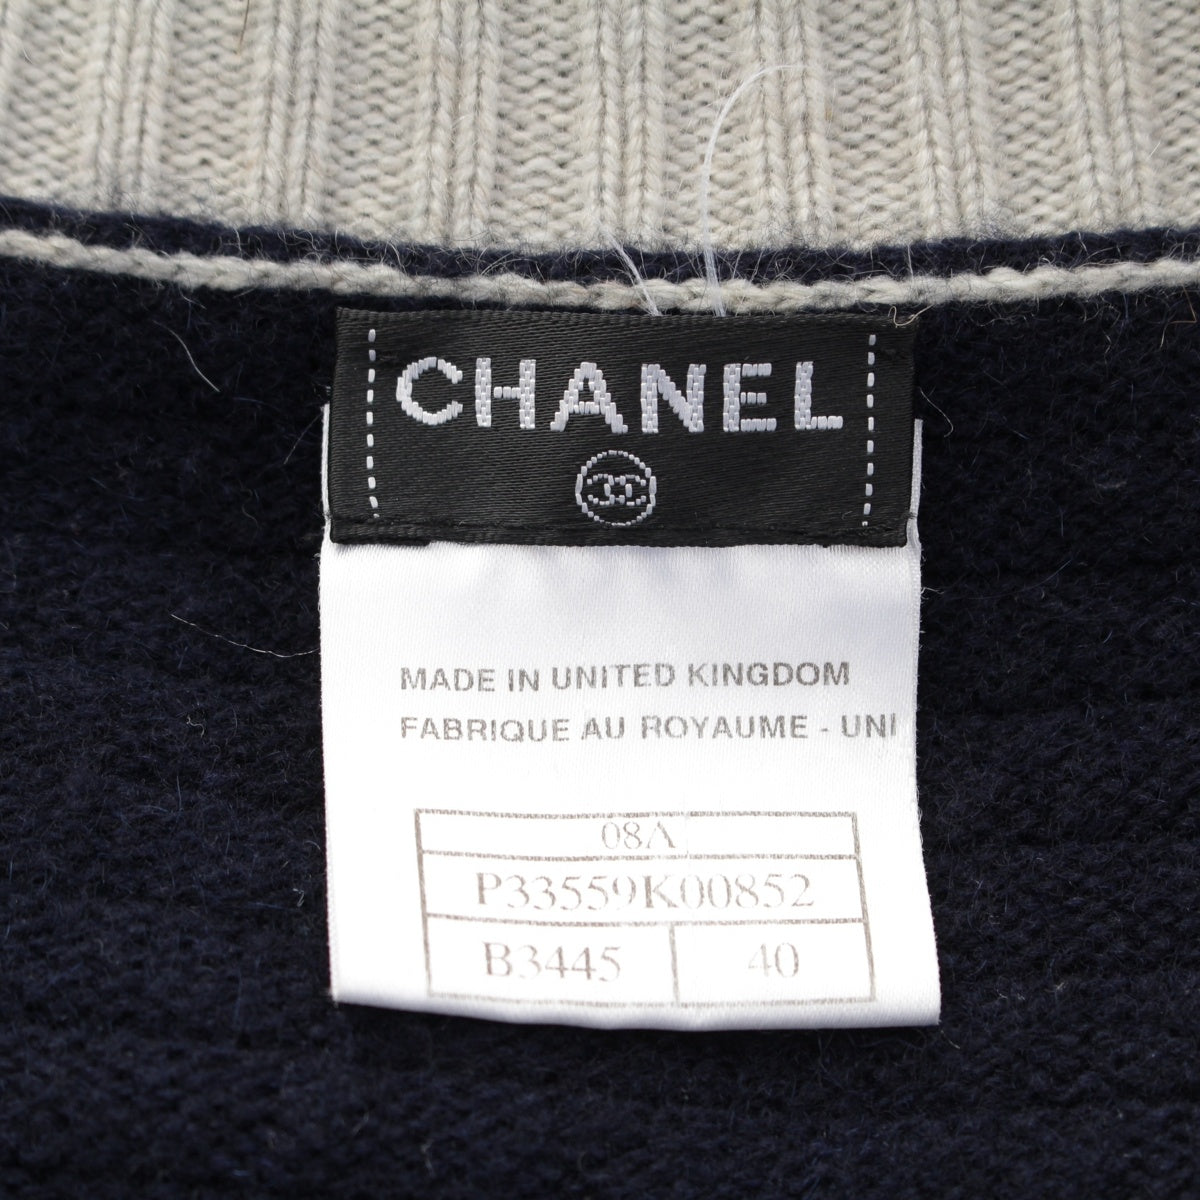 CHANEL
MADE IN UNITED KINGDOM
FABRIQUE AU ROYAUME - UNI
08A
P33559K00852
B3445 40